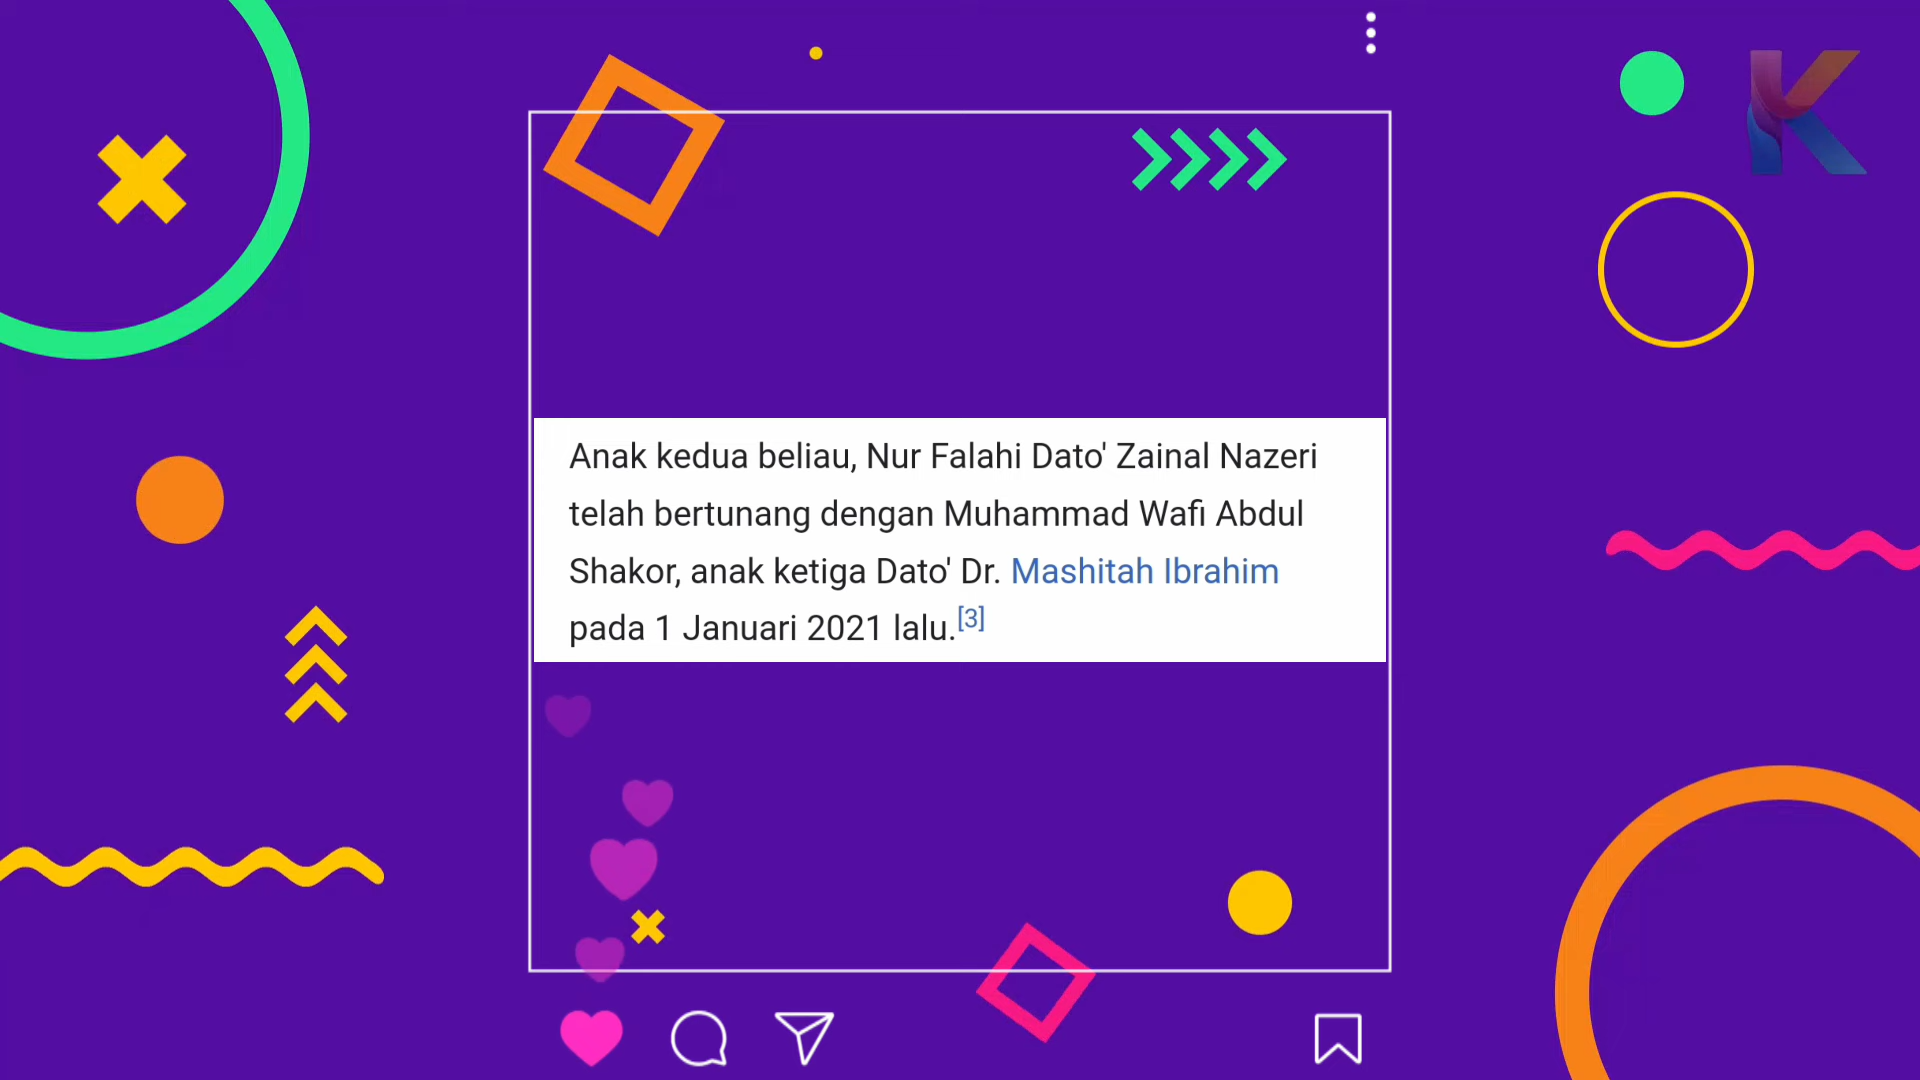 K
Anak kedua beliau, Nur Falahi Dato' Zainal Nazeri
telah bertunang dengan Muhammad Wafi Abdul
Shakor, anak ketiga Dato' Dr. Mashitah Ibrahim
pada 1 Januari 2021 lalu.[3]